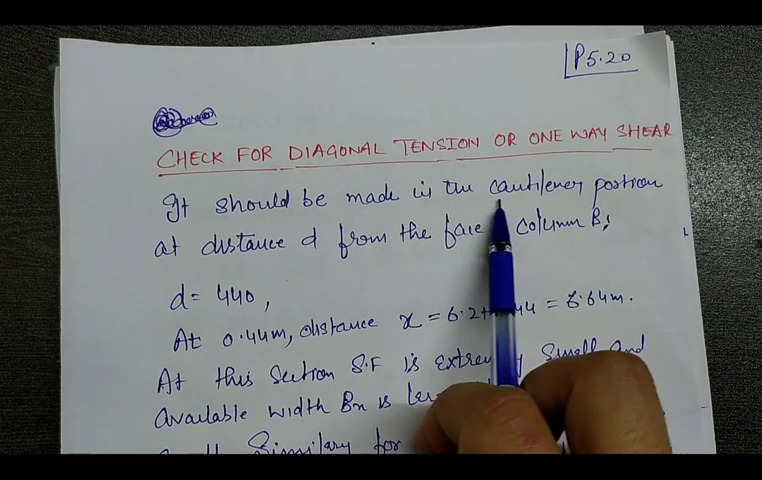 P5.20
CHECK FOR DIAGONAL TENSION OR ONE WAY SHEAR
It should be made in the cantilever portion
at distance d from the face column B;
d = 440,
At 0.44m, distance x = 6.2+ 44 = 6.64m.
At this section S.F is small and
available width Bn is
Similary for